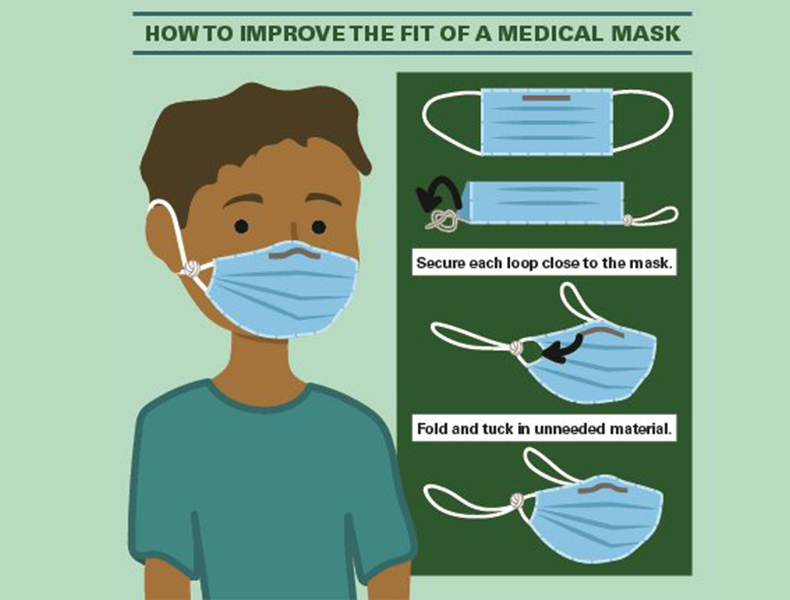 HOW TO IMPROVE THE FIT OF A MEDICAL MASK
Secure each loop close to the mask.
Fold and tuck in unneeded material.